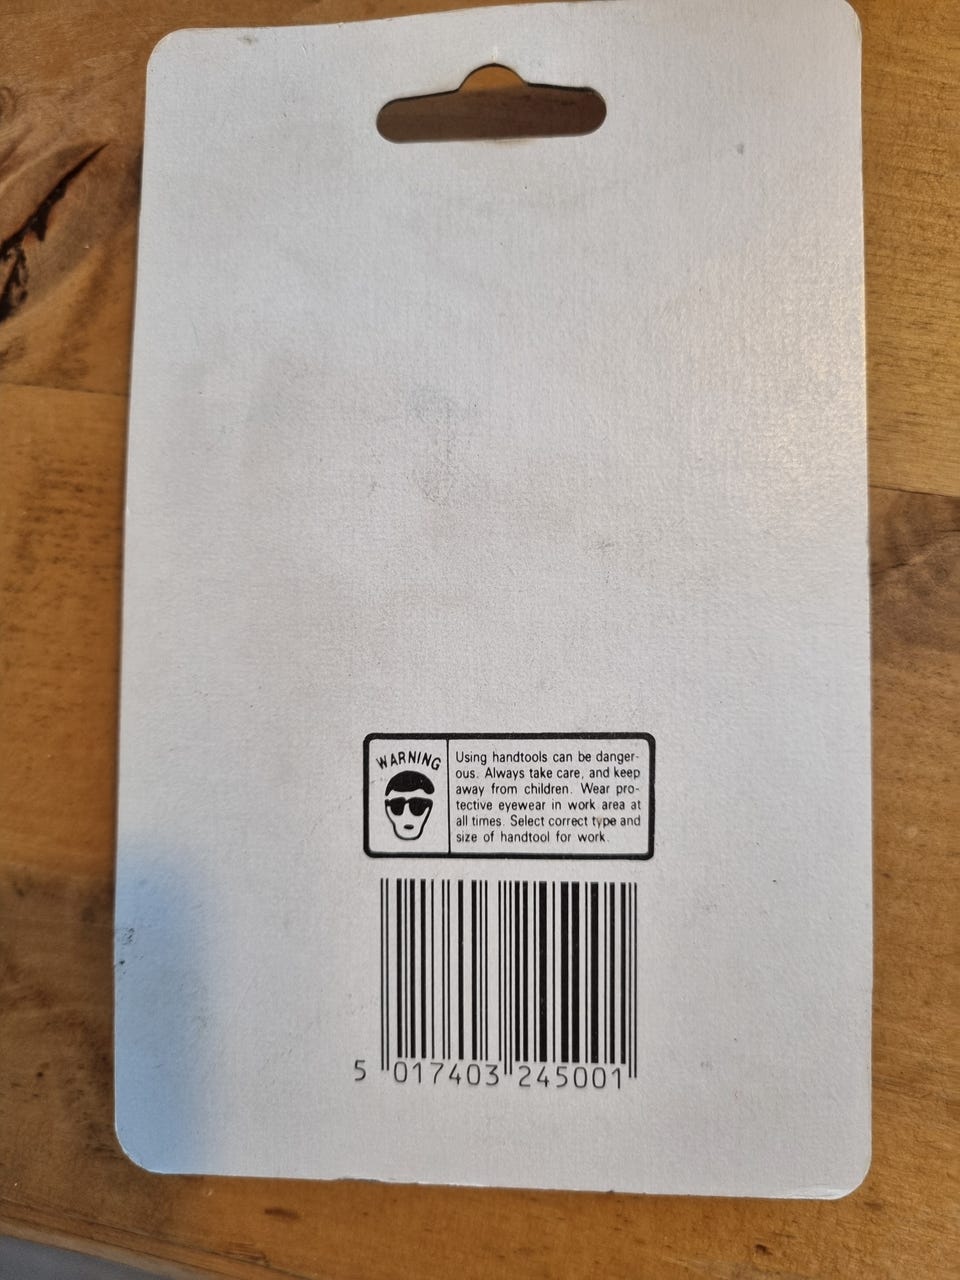 WARNING
Using handtools can be danger-
ous. Always take care, and keep
away from children. Wear pro-
tective eyewear in work area at
all times. Select correct type and
size of handtool for work.
5 017403 245001